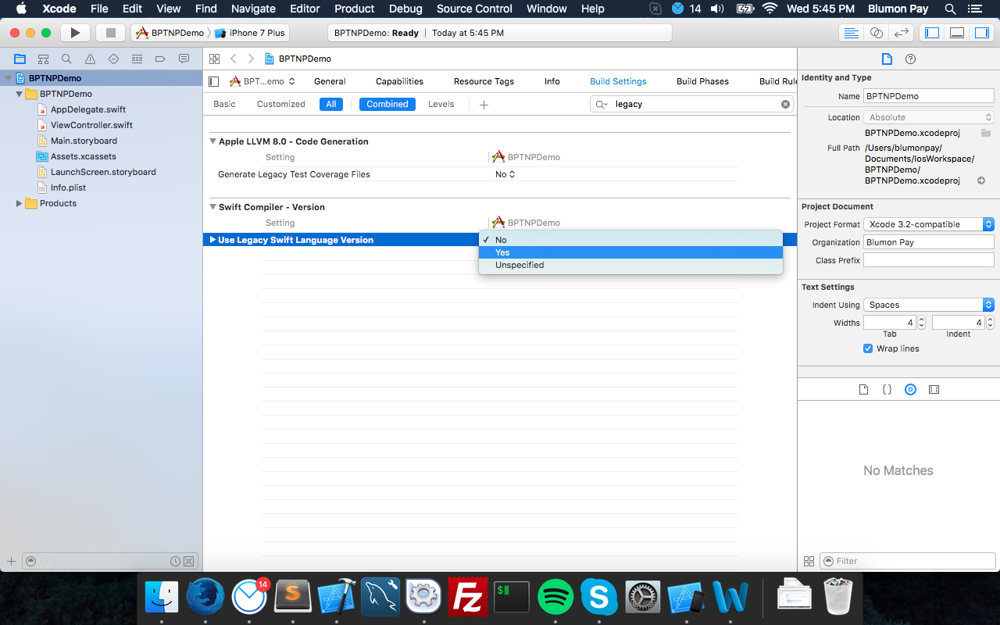 Xcode File Edit View Find Navigate Editor Product Debug Source Control Window Help 14 Wed 5:45 PM Blumon Pay
BPTNPDemo iPhone 7 Plus BPTNPDemo: Ready | Today at 5:45 PM
BPTNPDemo
BPTNPDemo
BPTNPDemo
AppDelegate.swift
ViewController.swift
Main.storyboard
Assets.xcassets
LaunchScreen.storyboard
Info.plist
Products
Filter
BPT...emo General Capabilities Resource Tags Info Build Settings Build Phases Build Rule
Basic Customized All Combined Levels + legacy
Apple LLVM 8.0 - Code Generation
Setting BPTNPDemo
Generate Legacy Test Coverage Files No
Swift Compiler - Version
Setting BPTNPDemo
Use Legacy Swift Language Version
✓ No
Yes
Unspecified
Identity and Type
Name BPTNPDemo
Location Absolute
BPTNPDemo.xcodeproj
Full Path /Users/blumonpay/
Documents/IosWorkspace/
BPTNPDemo/
BPTNPDemo.xcodeproj
Project Document
Project Format Xcode 3.2-compatible
Organization Blumon Pay
Class Prefix
Text Settings
Indent Using Spaces
Widths 4 4
Tab Indent
Wrap lines
{ }
No Matches
Filter
14
S
Fz
$
S
W